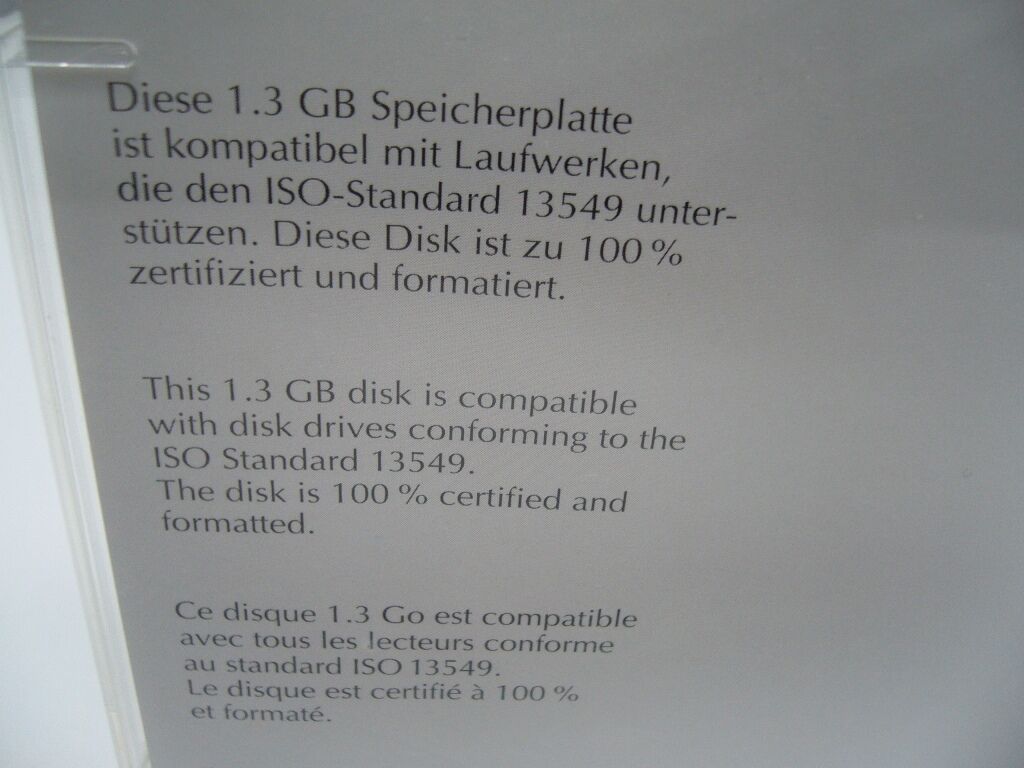 Diese 1.3 GB Speicherplatte
ist kompatibel mit Laufwerken,
die den ISO-Standard 13549 unter-
stützen. Diese Disk ist zu 100 %
zertifiziert und formatiert.
This 1.3 GB disk is compatible
with disk drives conforming to the
ISO Standard 13549.
The disk is 100 % certified and
formatted.
Ce disque 1.3 Go est compatible
avec tous les lecteurs conforme
au standard ISO 13549.
Le disque est certifié à 100 %
et formaté.